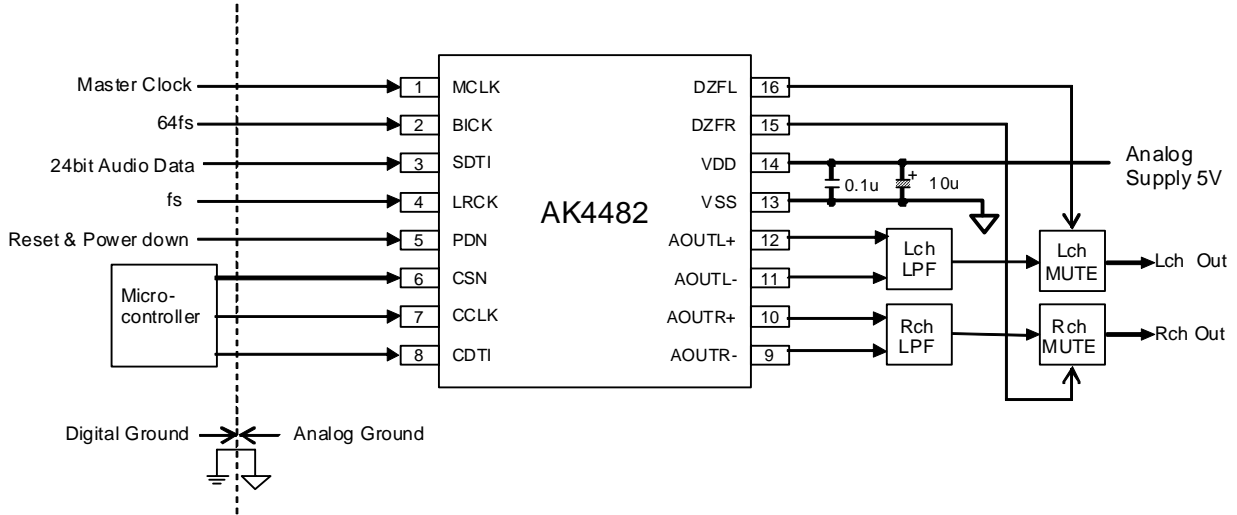 Master Clock
64fs
24bit Audio Data
fs
Reset & Power down
Micro-
controller
1 MCLK
2 BICK
3 SDTI
4 LRCK
5 PDN
6 CSN
7 CCLK
8 CDTI
AK4482
DZFL 16
DZFR 15
VDD 14
VSS 13
AOUTL+ 12
AOUTL- 11
AOUTR+ 10
AOUTR- 9
0.1u
+
10u
Analog
Supply 5V
Lch
LPF
Lch
MUTE
Lch Out
Rch
LPF
Rch
MUTE
Rch Out
Digital Ground
Analog Ground